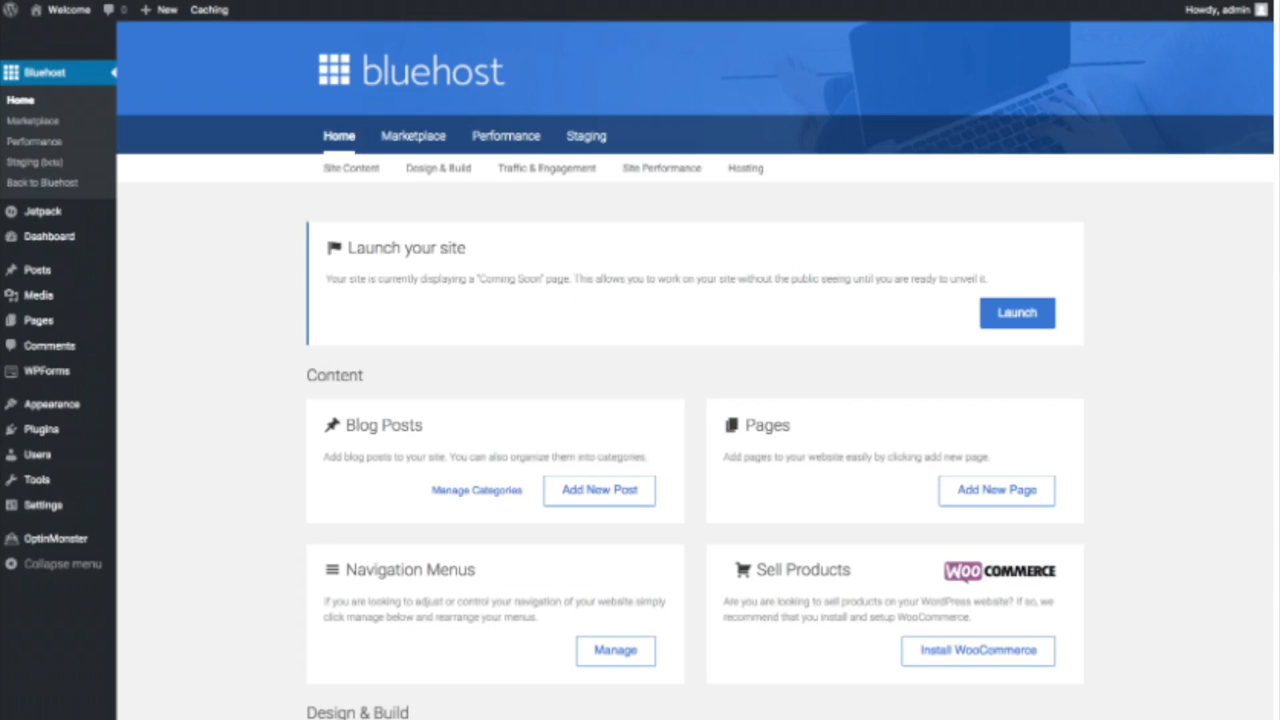 Welcome 0 New Caching Howdy, admin
Bluehost
Home
Marketplace
Performance
Staging (beta)
Back to Bluehost
Jetpack
Dashboard
Posts
Media
Pages
Comments
WPForms
Appearance
Plugins
Users
Tools
Settings
OptinMonster
Collapse menu
bluehost
Home Marketplace Performance Staging
Site Content Design & Build Traffic & Engagement Site Performance Hosting
Launch your site
Your site is currently displaying a "Coming Soon" page. This allows you to work on your site without the public seeing until you are ready to unveil it.
Launch
Content
Blog Posts
Add blog posts to your site. You can also organize them into categories.
Manage Categories Add New Post
Pages
Add pages to your website easily by clicking add new page.
Add New Page
Navigation Menus
If you are looking to adjust or control your navigation of your website simply
click manage below and rearrange your menus.
Manage
Sell Products WOOCOMMERCE
Are you are looking to sell products on your WordPress website? If so, we
recommend that you install and setup WooCommerce.
Install WooCommerce
Design & Build